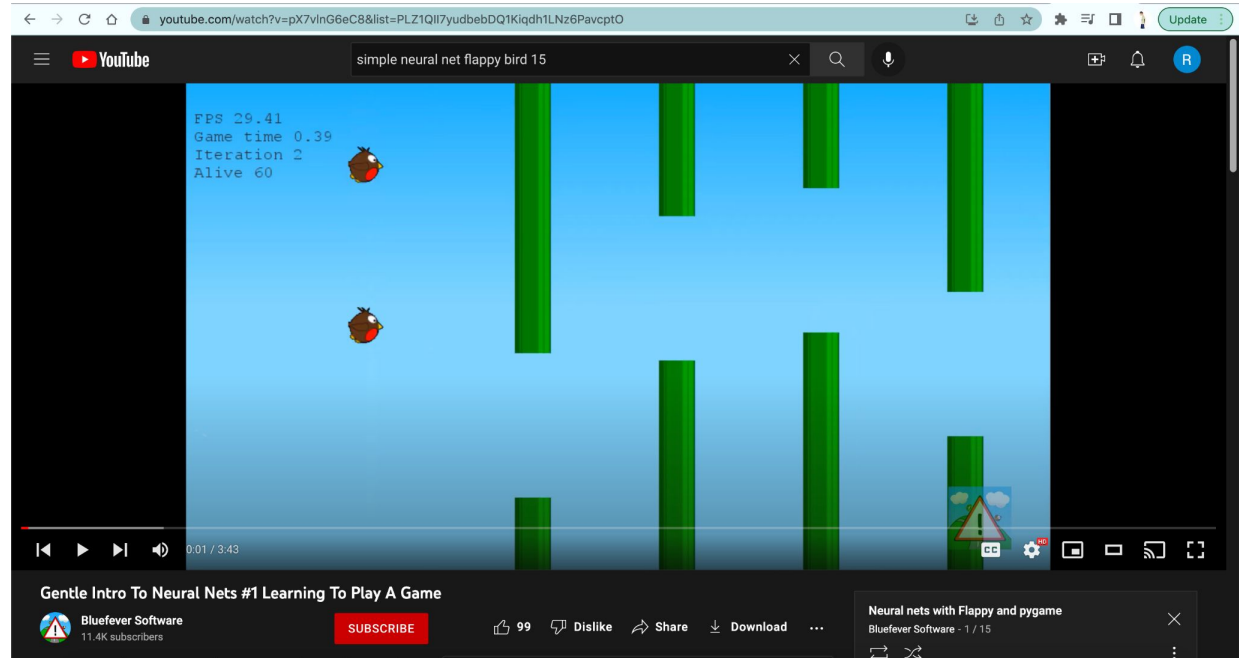 youtube.com/watch?v=pX7vlnG6eC8&list=PLZ1QII7yudbebDQ1Kiqdh1LNz6PavcptO
Update
YouTube
simple neural net flappy bird 15
R
FPS 29.41
Game time 0.39
Iteration 2
Alive 60
0:01 / 3:43
CC
HD
Gentle Intro To Neural Nets #1 Learning To Play A Game
Bluefever Software
11.4K subscribers
SUBSCRIBE
99
Dislike
Share
Download
Neural nets with Flappy and pygame
Bluefever Software - 1 / 15